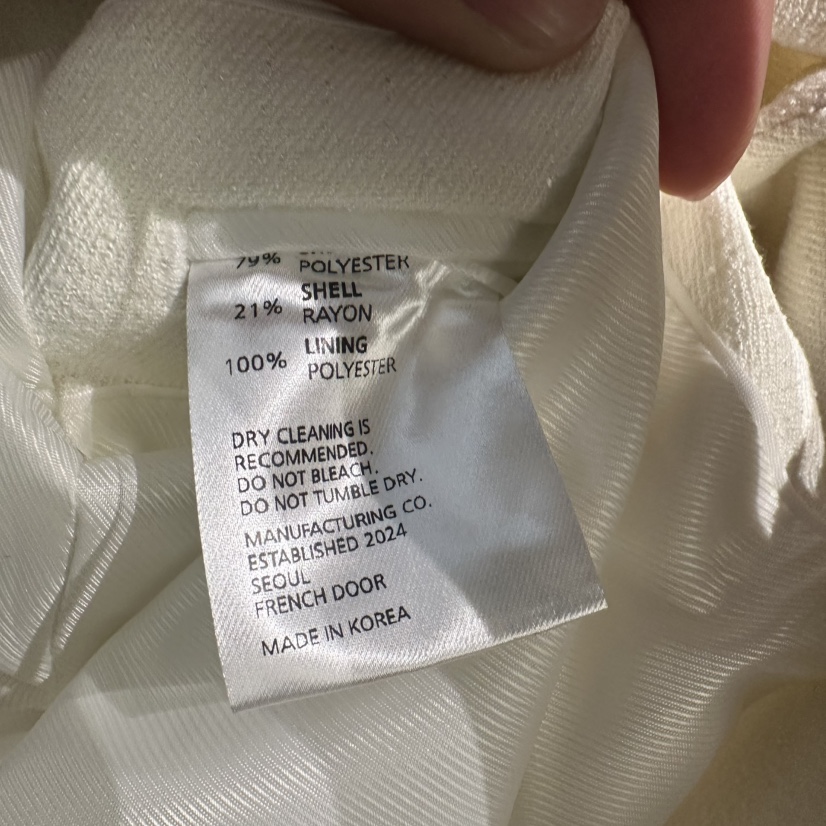 79% POLYESTER
SHELL
21% RAYON
LINING
100% POLYESTER
DRY CLEANING IS
RECOMMENDED.
DO NOT BLEACH.
DO NOT TUMBLE DRY.
MANUFACTURING CO.
ESTABLISHED 2024
SEOUL
FRENCH DOOR
MADE IN KOREA